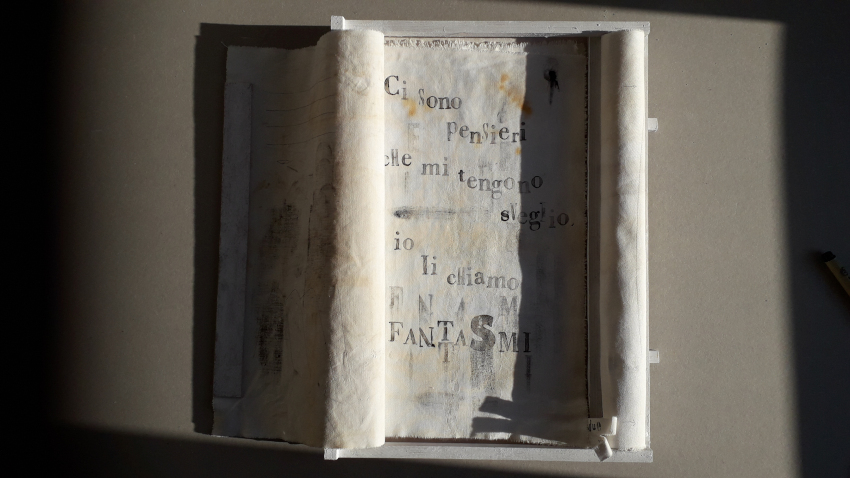 Ci sono
pensieri
che mi tengono
sveglio,
io
li chiamo
FANTASMI